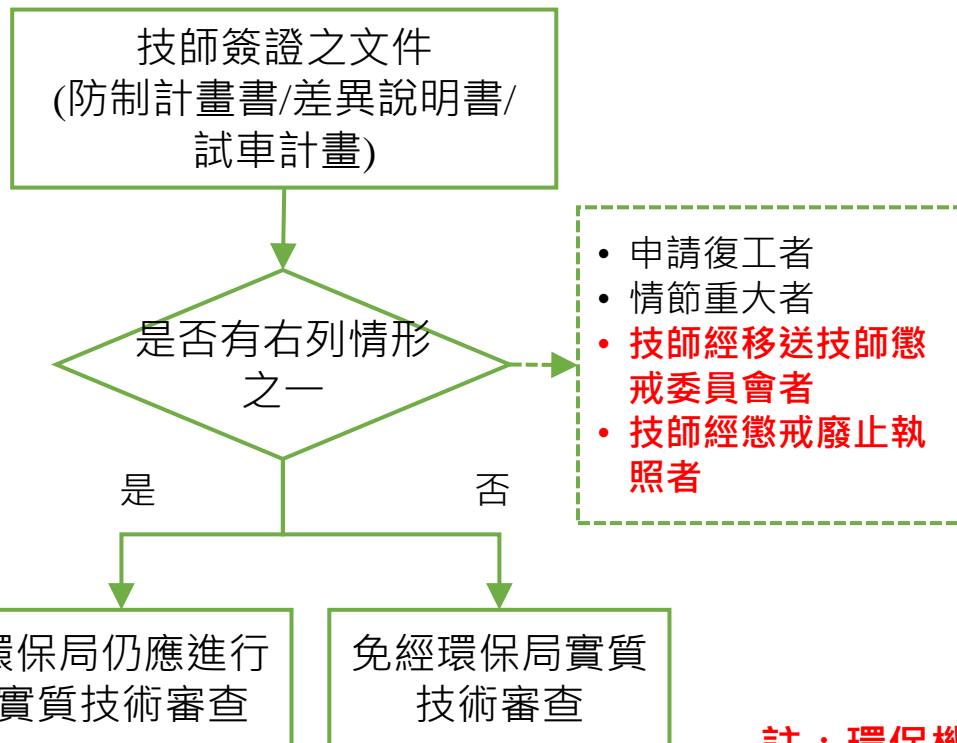 技師簽證之文件
(防制計畫書/差異說明書/
試車計畫)
是否有右列情形
之一
• 申請復工者
• 情節重大者
• 技師經移送技師懲
戒委員會者
• 技師經懲戒廢止執
照者
是
否
環保局仍應進行
實質技術審查
免經環保局實質
技術審查
註：環保機